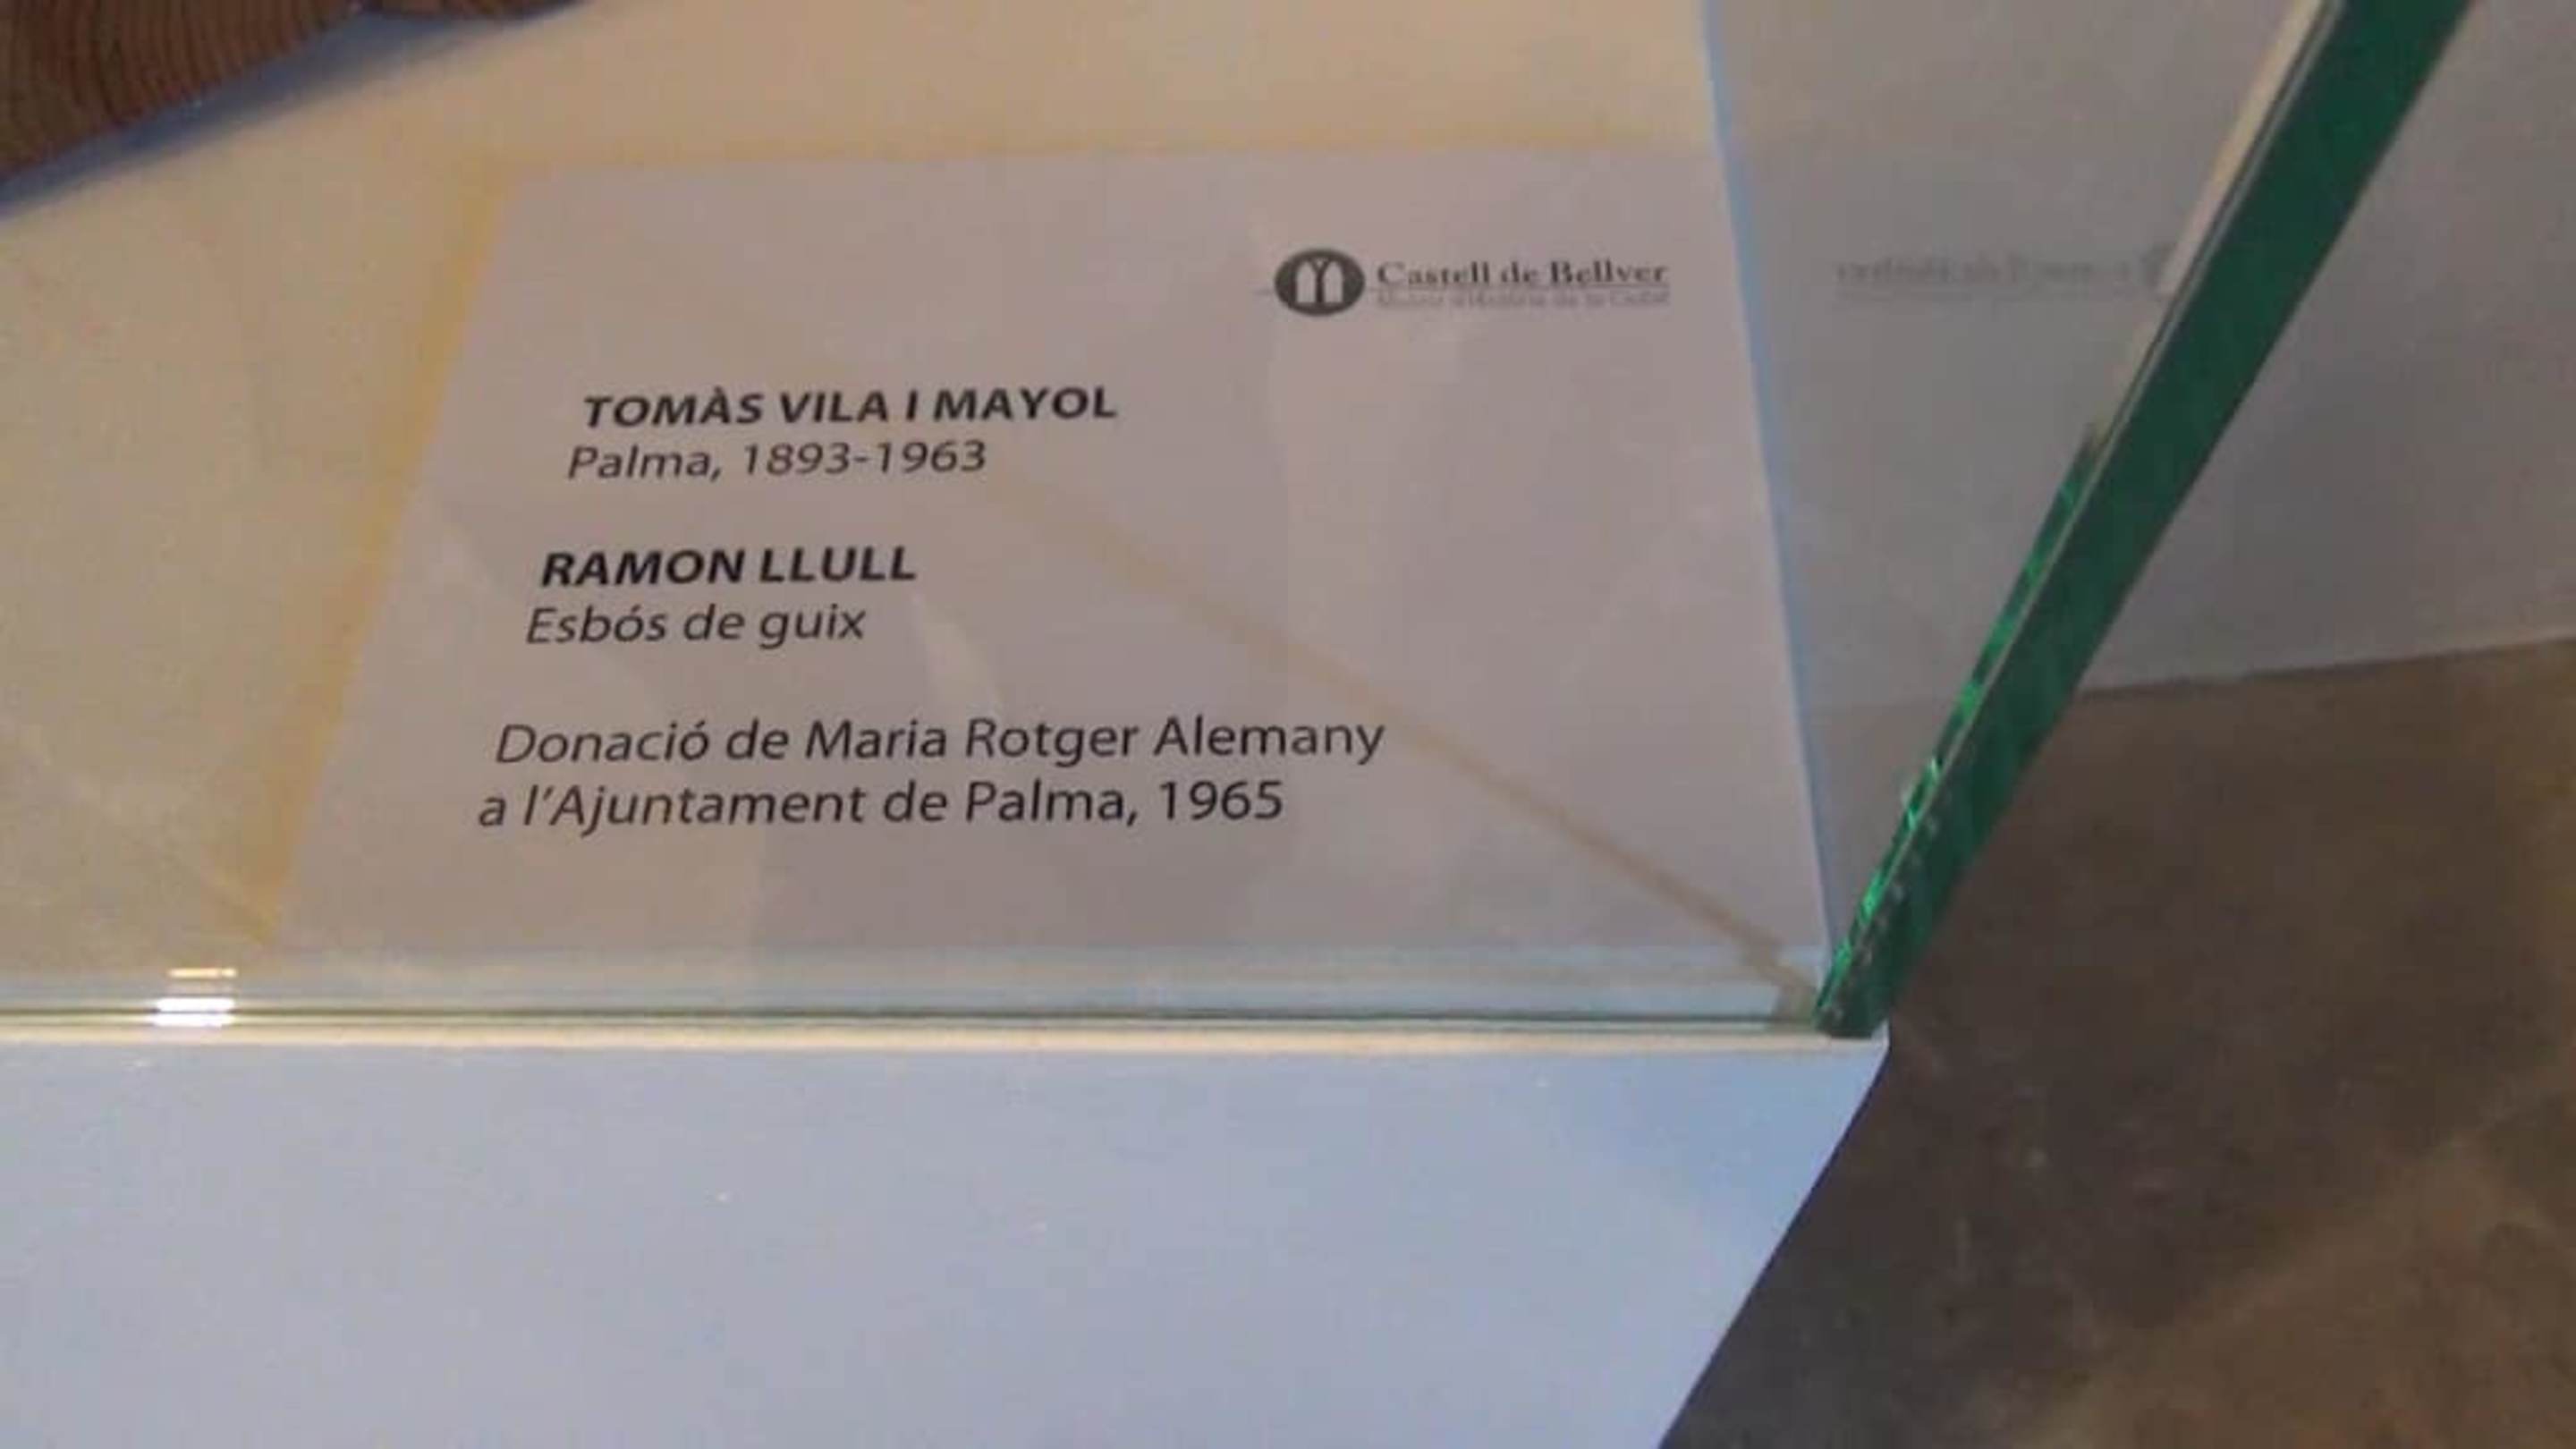 Castell de Bellver
TOMÀS VILA I MAYOL
Palma, 1893-1963
RAMON LLULL
Esbós de guix
Donació de Maria Rotger Alemany
a l'Ajuntament de Palma, 1965